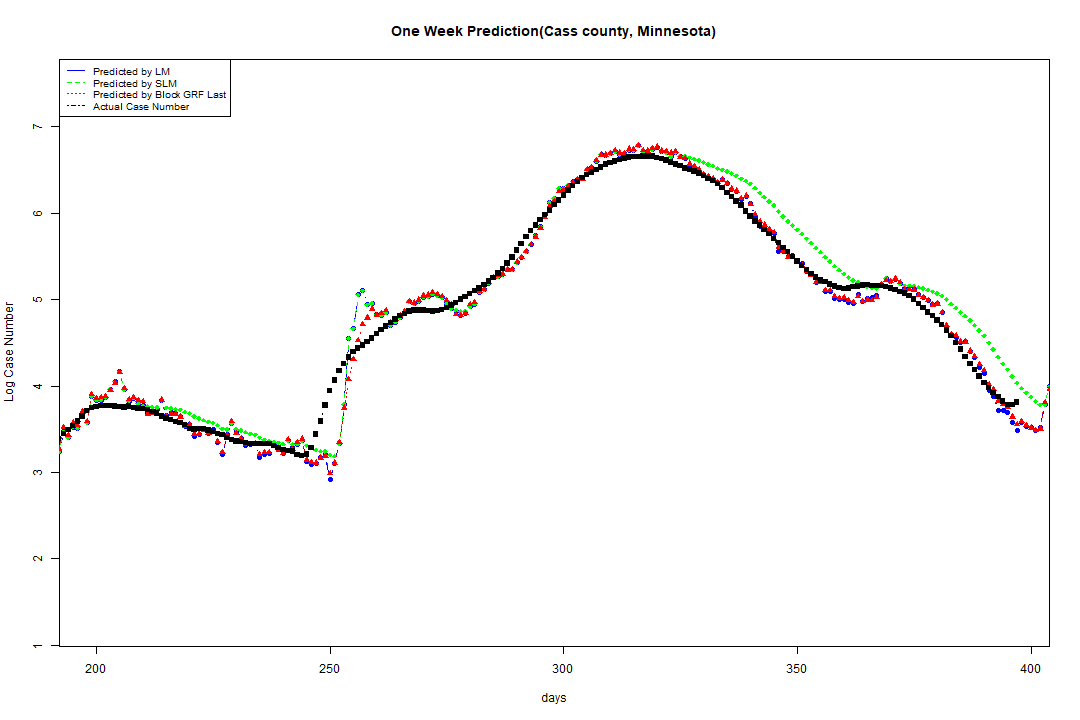 One Week Prediction(Cass county, Minnesota)
Predicted by LM
Predicted by SLM
Predicted by Block GRF Last
Actual Case Number
7
6
5
4
3
2
1
Log Case Number
200 250 300 350 400
days